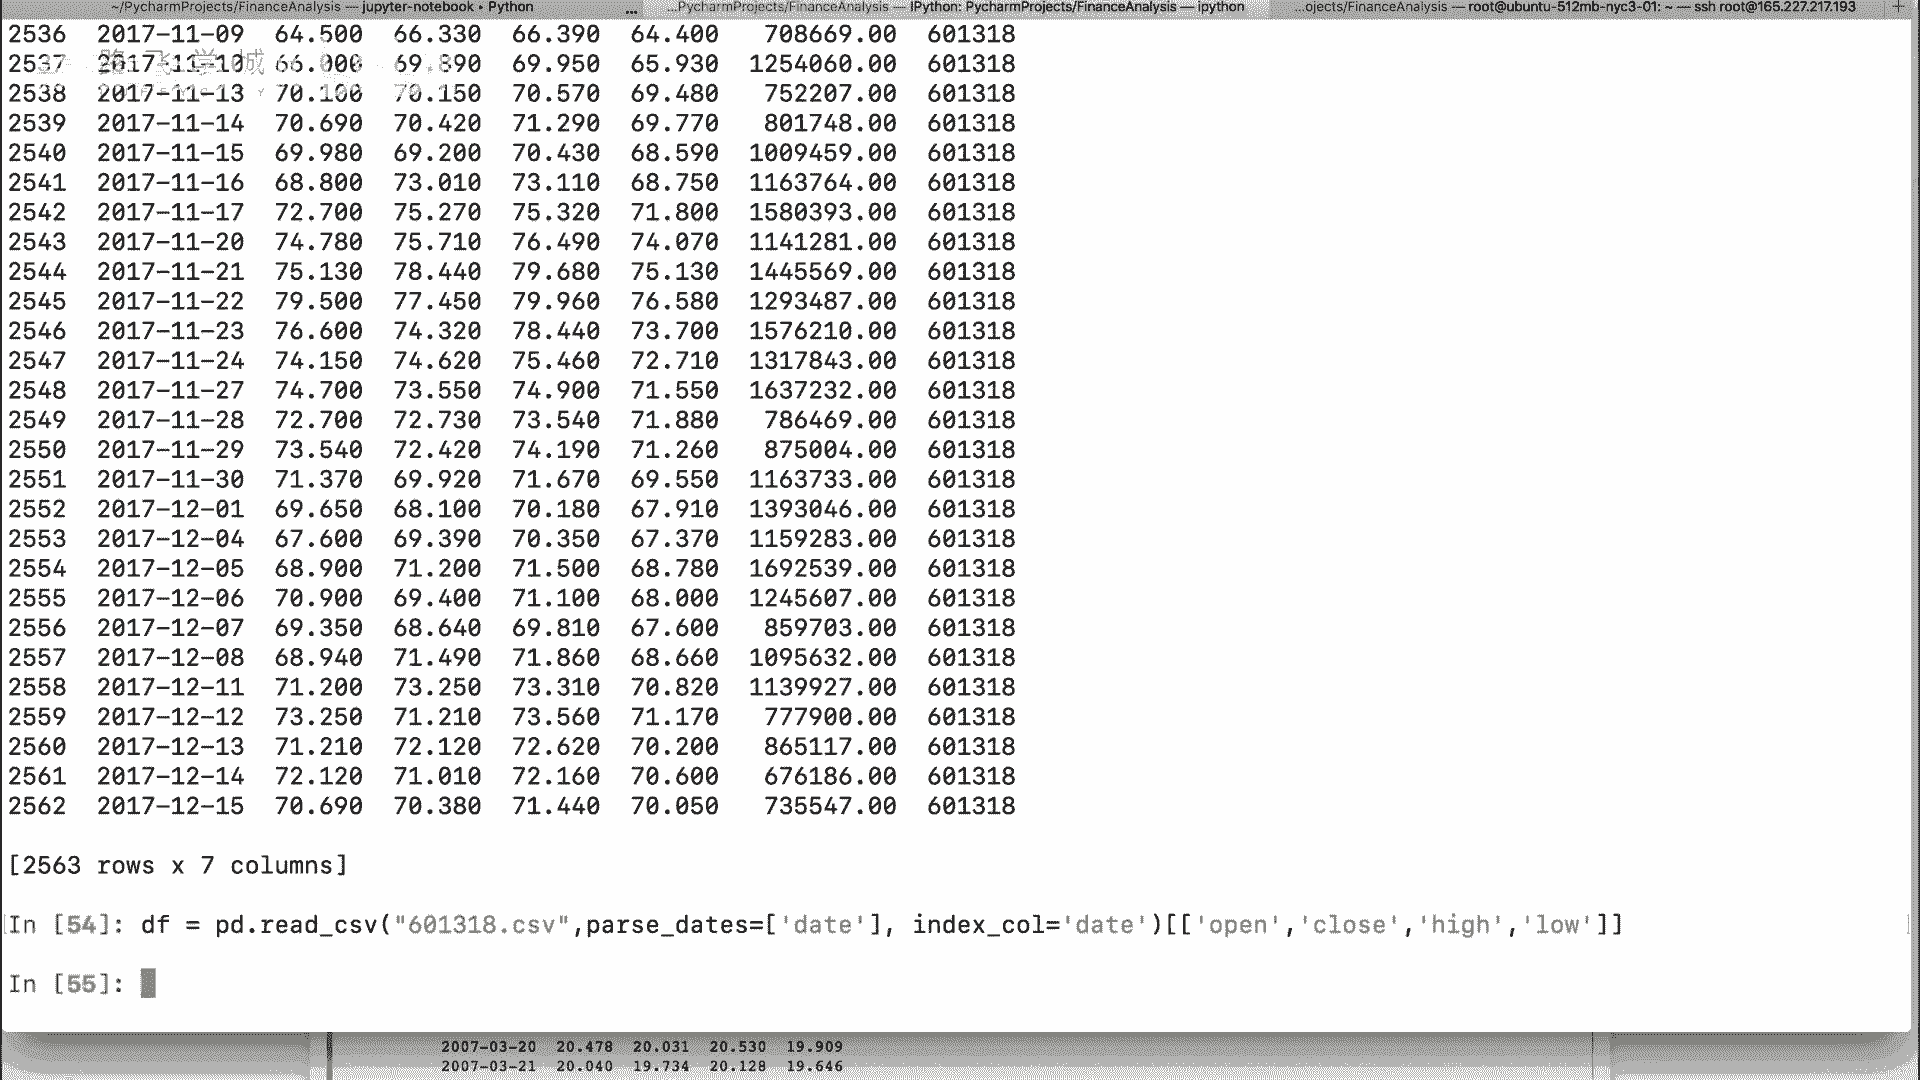 ~/PycharmProjects/FinanceAnalysis — jupyter-notebook • Python ... ...PycharmProjects/FinanceAnalysis — IPython: PycharmProjects/FinanceAnalysis — ipython ...ojects/FinanceAnalysis — root@ubuntu-512mb-nyc3-01: ~ — ssh root@165.227.217.193 +
2536 2017-11-09 64.500 66.330 66.390 64.400 708669.00 601318
路飞学城
2537 2017-11-10 66.000 69.890 69.950 65.930 1254060.00 601318
2538 2017-11-13 70.100 70.150 70.570 69.480 752207.00 601318
2539 2017-11-14 70.690 70.420 71.290 69.770 801748.00 601318
2540 2017-11-15 69.980 69.200 70.430 68.590 1009459.00 601318
2541 2017-11-16 68.800 73.010 73.110 68.750 1163764.00 601318
2542 2017-11-17 72.700 75.270 75.320 71.800 1580393.00 601318
2543 2017-11-20 74.780 75.710 76.490 74.070 1141281.00 601318
2544 2017-11-21 75.130 78.440 79.680 75.130 1445569.00 601318
2545 2017-11-22 79.500 77.450 79.960 76.580 1293487.00 601318
2546 2017-11-23 76.600 74.320 78.440 73.700 1576210.00 601318
2547 2017-11-24 74.150 74.620 75.460 72.710 1317843.00 601318
2548 2017-11-27 74.700 73.550 74.900 71.550 1637232.00 601318
2549 2017-11-28 72.700 72.730 73.540 71.880 786469.00 601318
2550 2017-11-29 73.540 72.420 74.190 71.260 875004.00 601318
2551 2017-11-30 71.370 69.920 71.670 69.550 1163733.00 601318
2552 2017-12-01 69.650 68.100 70.180 67.910 1393046.00 601318
2553 2017-12-04 67.600 69.390 70.350 67.370 1159283.00 601318
2554 2017-12-05 68.900 71.200 71.500 68.780 1692539.00 601318
2555 2017-12-06 70.900 69.400 71.100 68.000 1245607.00 601318
2556 2017-12-07 69.350 68.640 69.810 67.600 859703.00 601318
2557 2017-12-08 68.940 71.490 71.860 68.660 1095632.00 601318
2558 2017-12-11 71.200 73.250 73.310 70.820 1139927.00 601318
2559 2017-12-12 73.250 71.210 73.560 71.170 777900.00 601318
2560 2017-12-13 71.210 72.120 72.620 70.200 865117.00 601318
2561 2017-12-14 72.120 71.010 72.160 70.600 676186.00 601318
2562 2017-12-15 70.690 70.380 71.440 70.050 735547.00 601318
[2563 rows x 7 columns]
In [54]: df = pd.read_csv("601318.csv",parse_dates=['date'], index_col='date')[['open','close','high','low']]
In [55]:
2007-03-20 20.478 20.031 20.530 19.909
2007-03-21 20.040 19.734 20.128 19.646